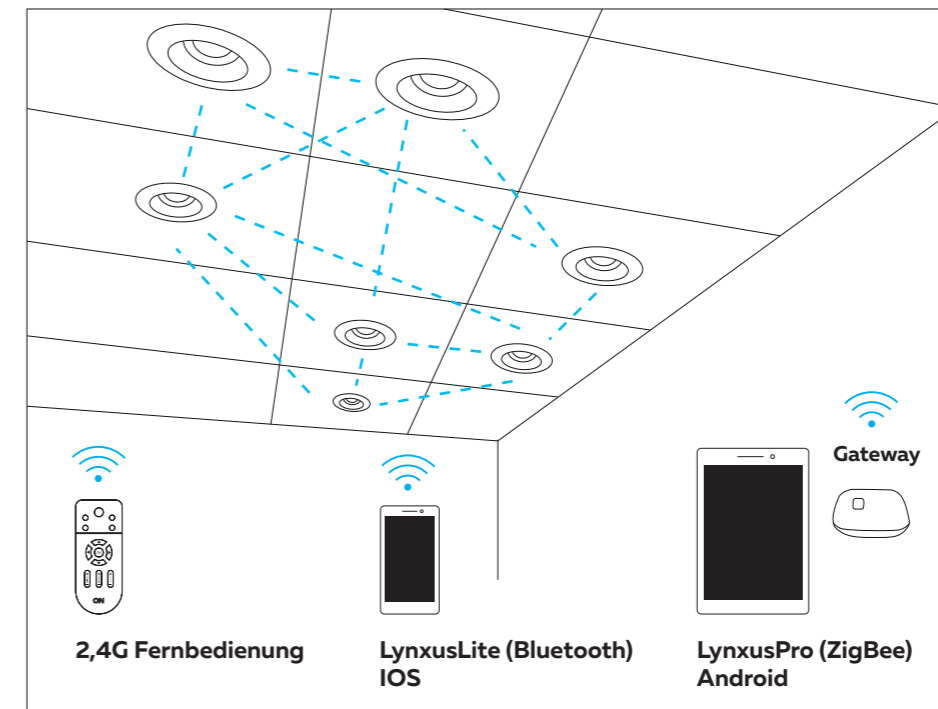 Gateway
ON
2,4G Fernbedienung
LynxusLite (Bluetooth)
IOS
LynxusPro (ZigBee)
Android